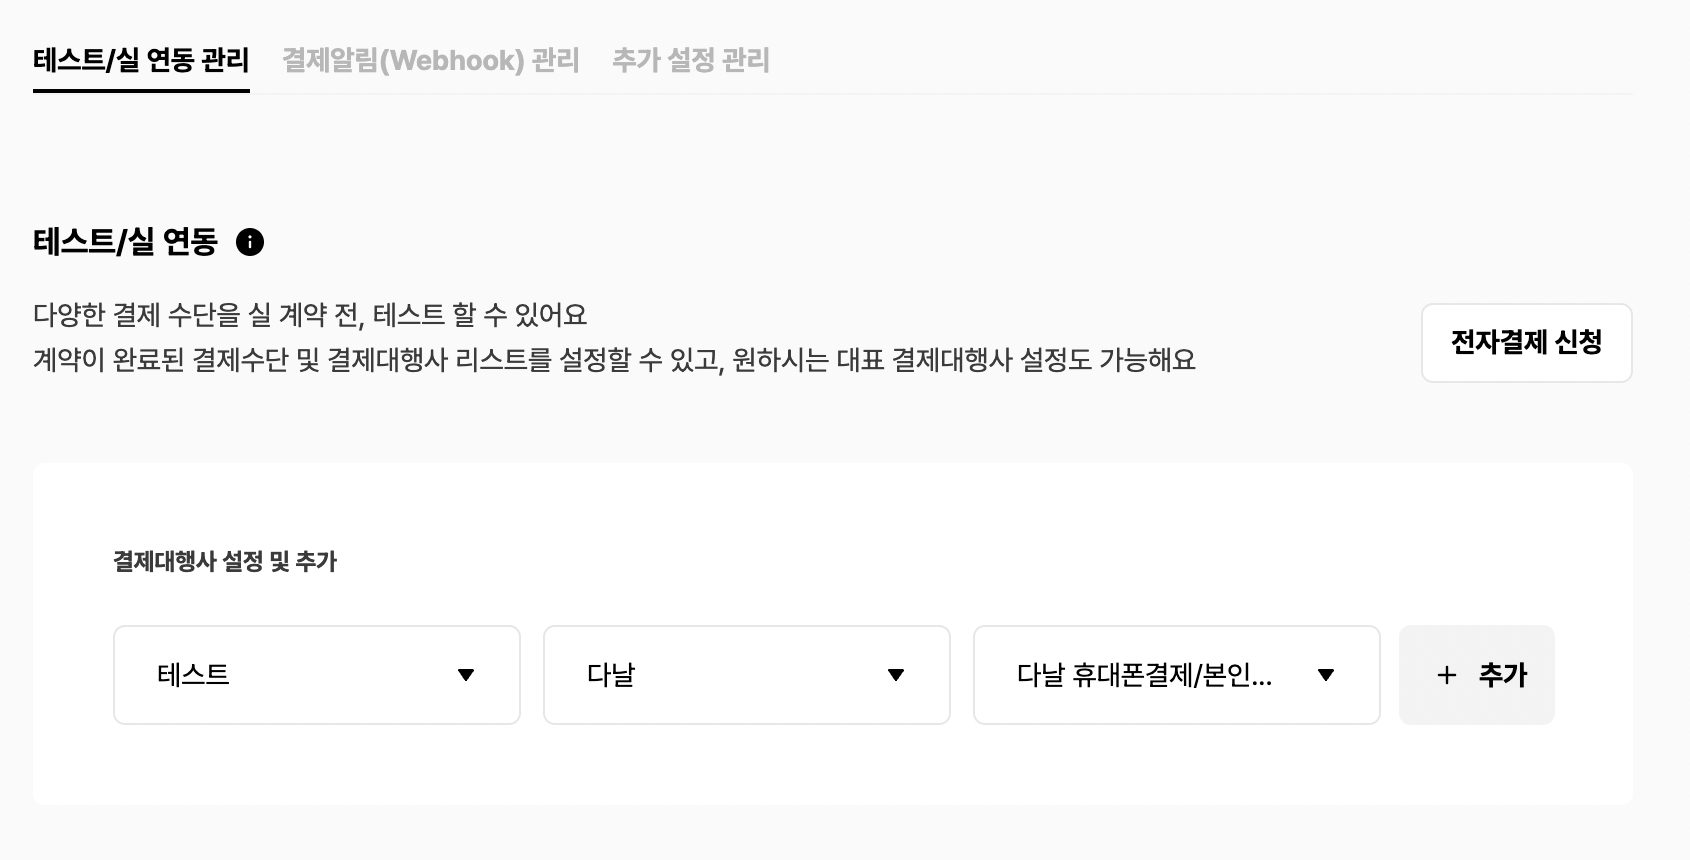 테스트/실 연동 관리 결제알림(Webhook) 관리 추가 설정 관리
테스트/실 연동
다양한 결제 수단을 실 계약 전, 테스트 할 수 있어요
계약이 완료된 결제수단 및 결제대행사 리스트를 설정할 수 있고, 원하시는 대표 결제대행사 설정도 가능해요
전자결제 신청
결제대행사 설정 및 추가
테스트 다날 다날 휴대폰결제/본인... + 추가